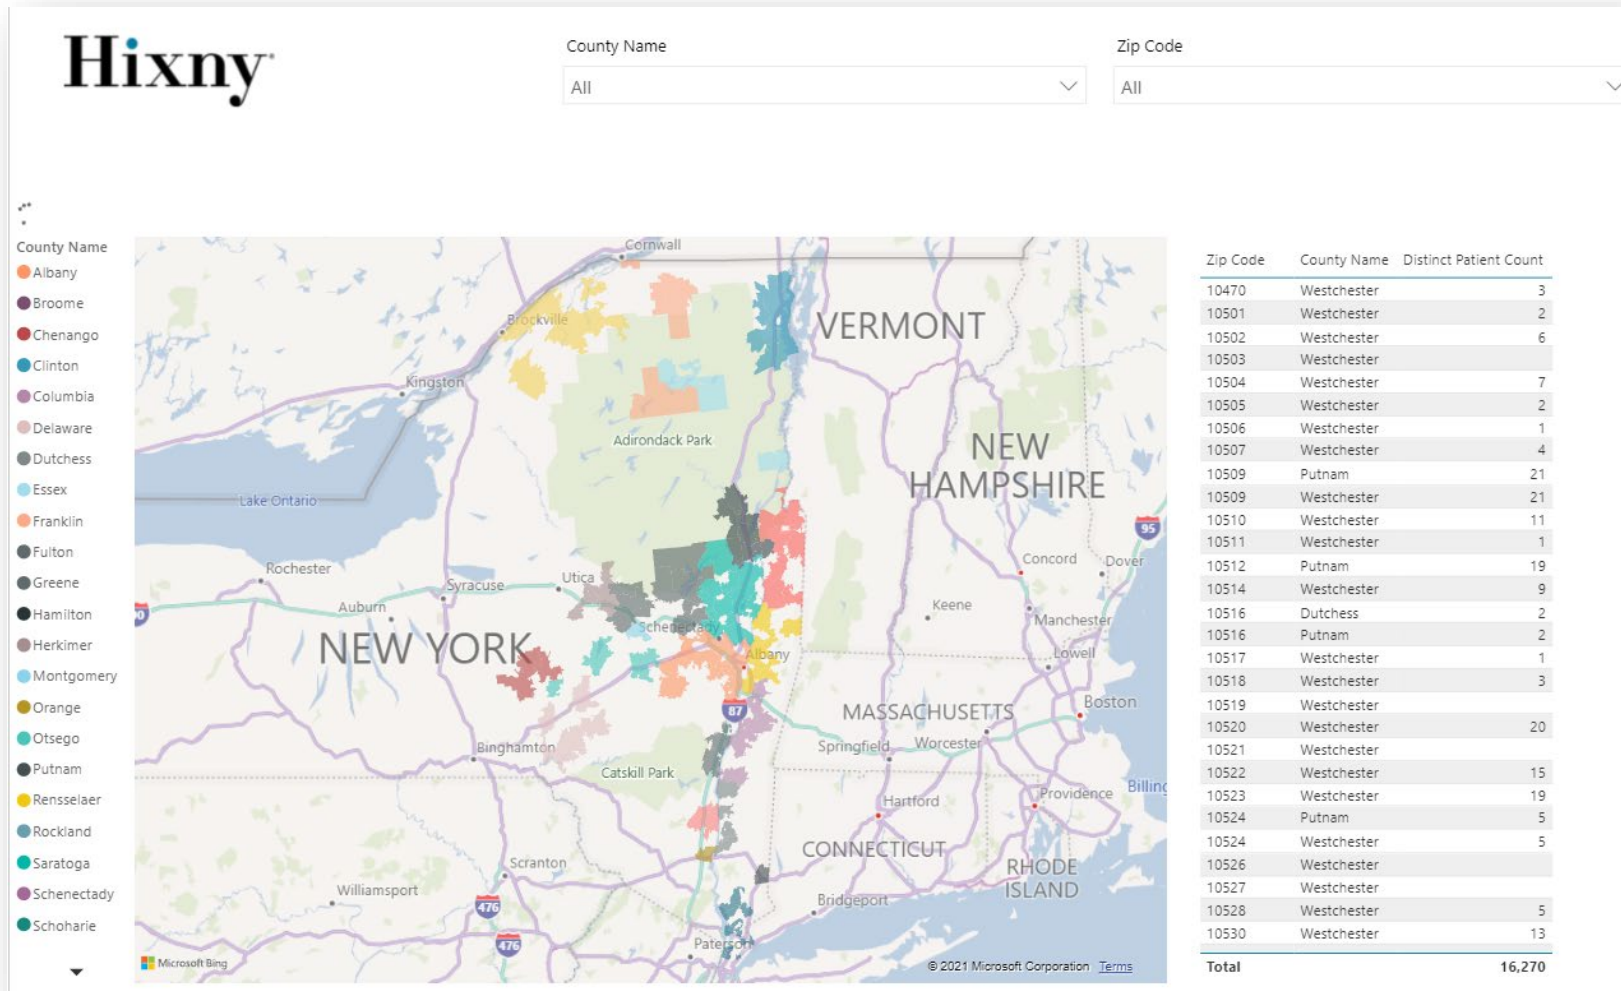 Hixny
County Name
Zip Code
All
All
County Name
Albany
Broome
Chenango
Clinton
Columbia
Delaware
Dutchess
Essex
Franklin
Fulton
Greene
Hamilton
Herkimer
Montgomery
Orange
Otsego
Putnam
Rensselaer
Rockland
Saratoga
Schenectady
Schoharie
Cornwall
Brockville
VERMONT
Kingston
Adirondack Park
NEW
HAMPSHIRE
Lake Ontario
95
Rochester
Utica
Syracuse
Concord
Dover
Auburn
Keene
Manchester
Schenectady
NEW YORK
Albany
Lowell
87
MASSACHUSETTS
Boston
Binghamton
Springfield
Worcester
Catskill Park
Hartford
Providence
Billing
CONNECTICUT
RHODE
ISLAND
Scranton
Williamsport
476
Bridgeport
476
Paterson
Microsoft Bing
© 2021 Microsoft Corporation Terms
Zip Code County Name Distinct Patient Count
10470 Westchester 3
10501 Westchester 2
10502 Westchester 6
10503 Westchester
10504 Westchester 7
10505 Westchester 2
10506 Westchester 1
10507 Westchester 4
10509 Putnam 21
10509 Westchester 21
10510 Westchester 11
10511 Westchester 1
10512 Putnam 19
10514 Westchester 9
10516 Dutchess 2
10516 Putnam 2
10517 Westchester 1
10518 Westchester 3
10519 Westchester
10520 Westchester 20
10521 Westchester
10522 Westchester 15
10523 Westchester 19
10524 Putnam 5
10524 Westchester 5
10526 Westchester
10527 Westchester
10528 Westchester 5
10530 Westchester 13
Total 16,270